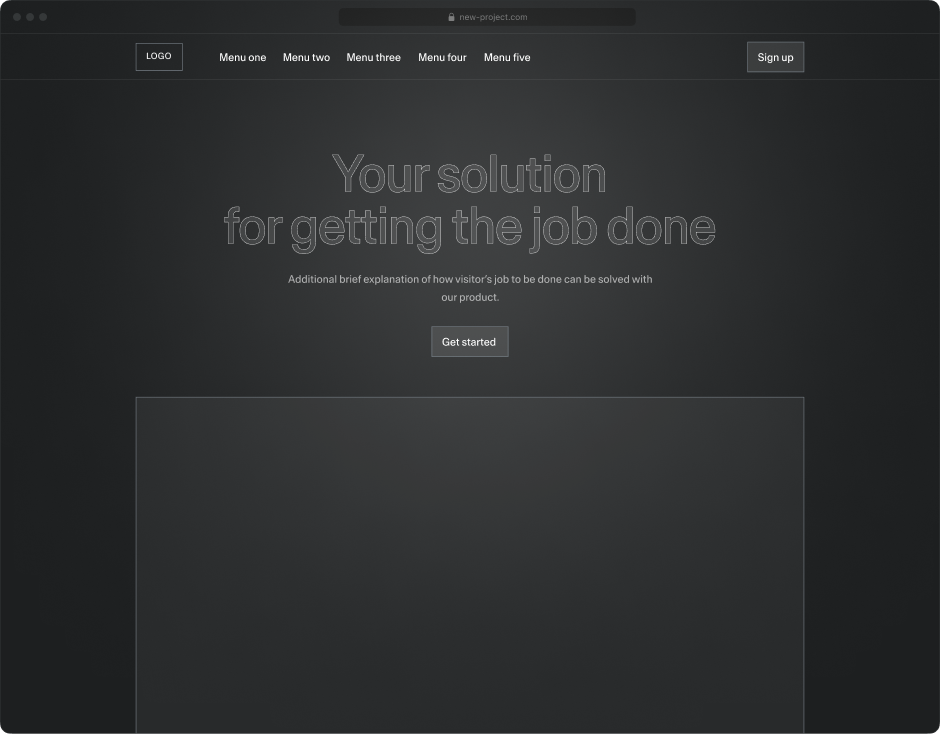 new-project.com
LOGO
Menu one
Menu two
Menu three
Menu four
Menu five
Sign up
Your solution
for getting the job done
Additional brief explanation of how visitor's job to be done can be solved with
our product.
Get started